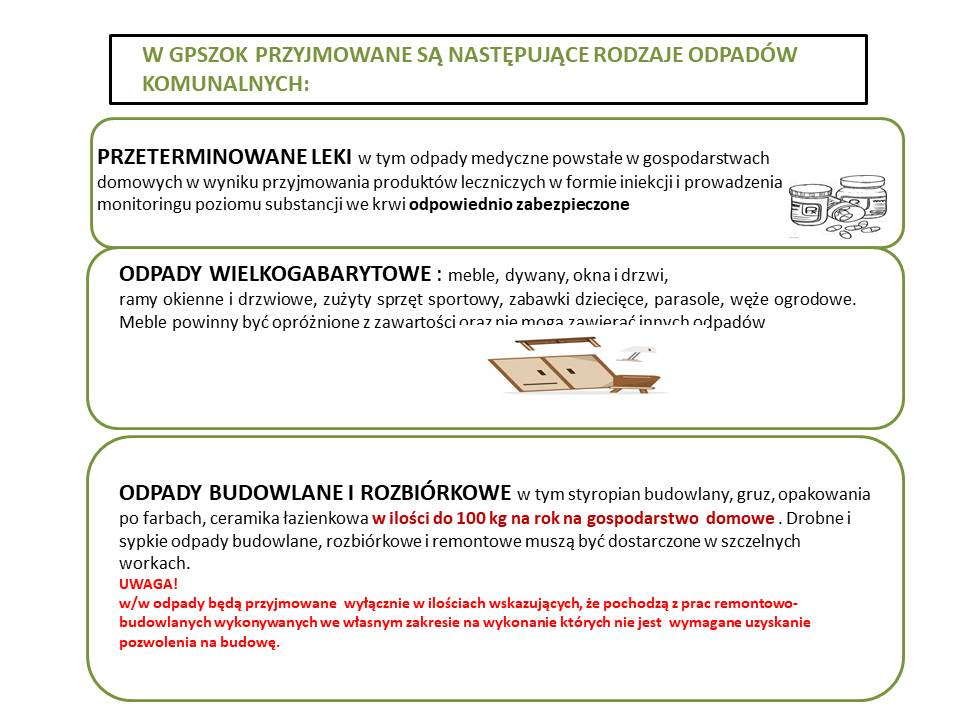 W GPSZOK PRZYJMOWANE SĄ NASTĘPUJĄCE RODZAJE ODPADÓW
KOMUNALNYCH:
PRZETERMINOWANE LEKI w tym odpady medyczne powstałe w gospodarstwach
domowych w wyniku przyjmowania produktów leczniczych w formie iniekcji i prowadzenia
monitoringu poziomu substancji we krwi odpowiednio zabezpieczone
ODPADY WIELKOGABARYTOWE : meble, dywany, okna i drzwi,
ramy okienne i drzwiowe, zużyty sprzęt sportowy, zabawki dziecięce, parasole, węże ogrodowe.
Meble powinny być opróżnione z zawartości oraz nie mogą zawierać innych odpadów
ODPADY BUDOWLANE I ROZBIÓRKOWE w tym styropian budowlany, gruz, opakowania
po farbach, ceramika łazienkowa w ilości do 100 kg na rok na gospodarstwo domowe . Drobne i
sypkie odpady budowlane, rozbiórkowe i remontowe muszą być dostarczone w szczelnych
workach.
UWAGA!
w/w odpady będą przyjmowane wyłącznie w ilościach wskazujących, że pochodzą z prac remontowo-
budowlanych wykonywanych we własnym zakresie na wykonanie których nie jest wymagane uzyskanie
pozwolenia na budowę.